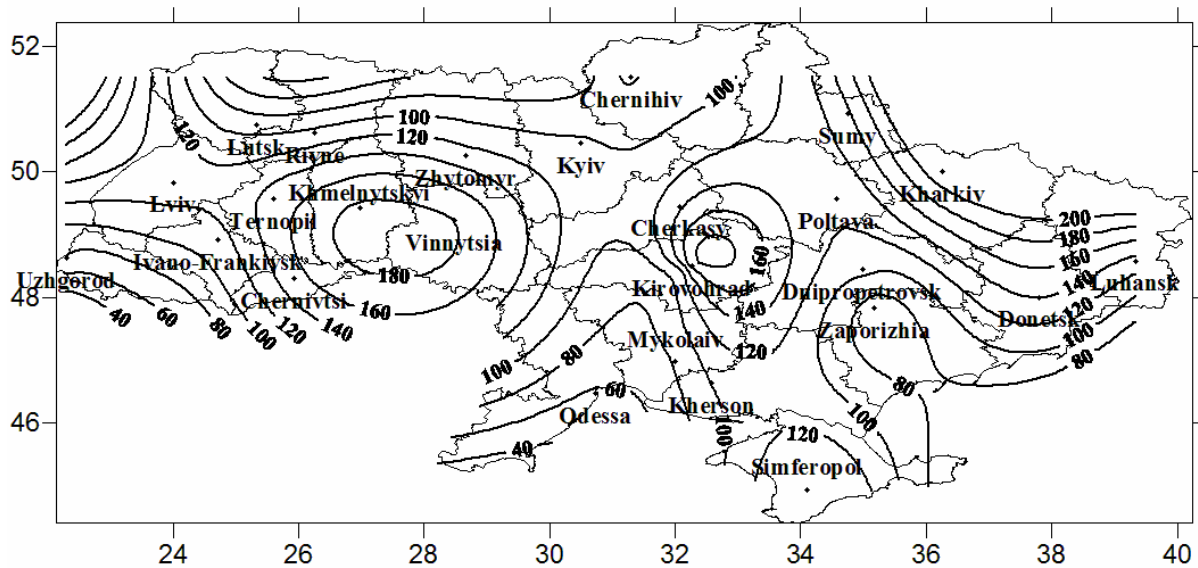 52
50
48
46
100
Chernihiv
120
100
120
Lutsk
Rivne
Kyiv
Sumy
Khmelnytskyi
Zhytomyr
Kharkiv
Lviv
Ternopil
Vinnytsia
Cherkasy
Poltava
200
180
160
140
120
100
80
Uzhgorod
Ivano-Frankivsk
Chernivtsi
180
160
140
120
100
80
60
40
Kirovohrad
160
140
120
Dnipropetrovsk
Luhansk
Donetsk
Zaporizhia
Mykolaiv
100
80
60
40
Odessa
Kherson
100
80
100
120
Simferopol
24 26 28 30 32 34 36 38 40